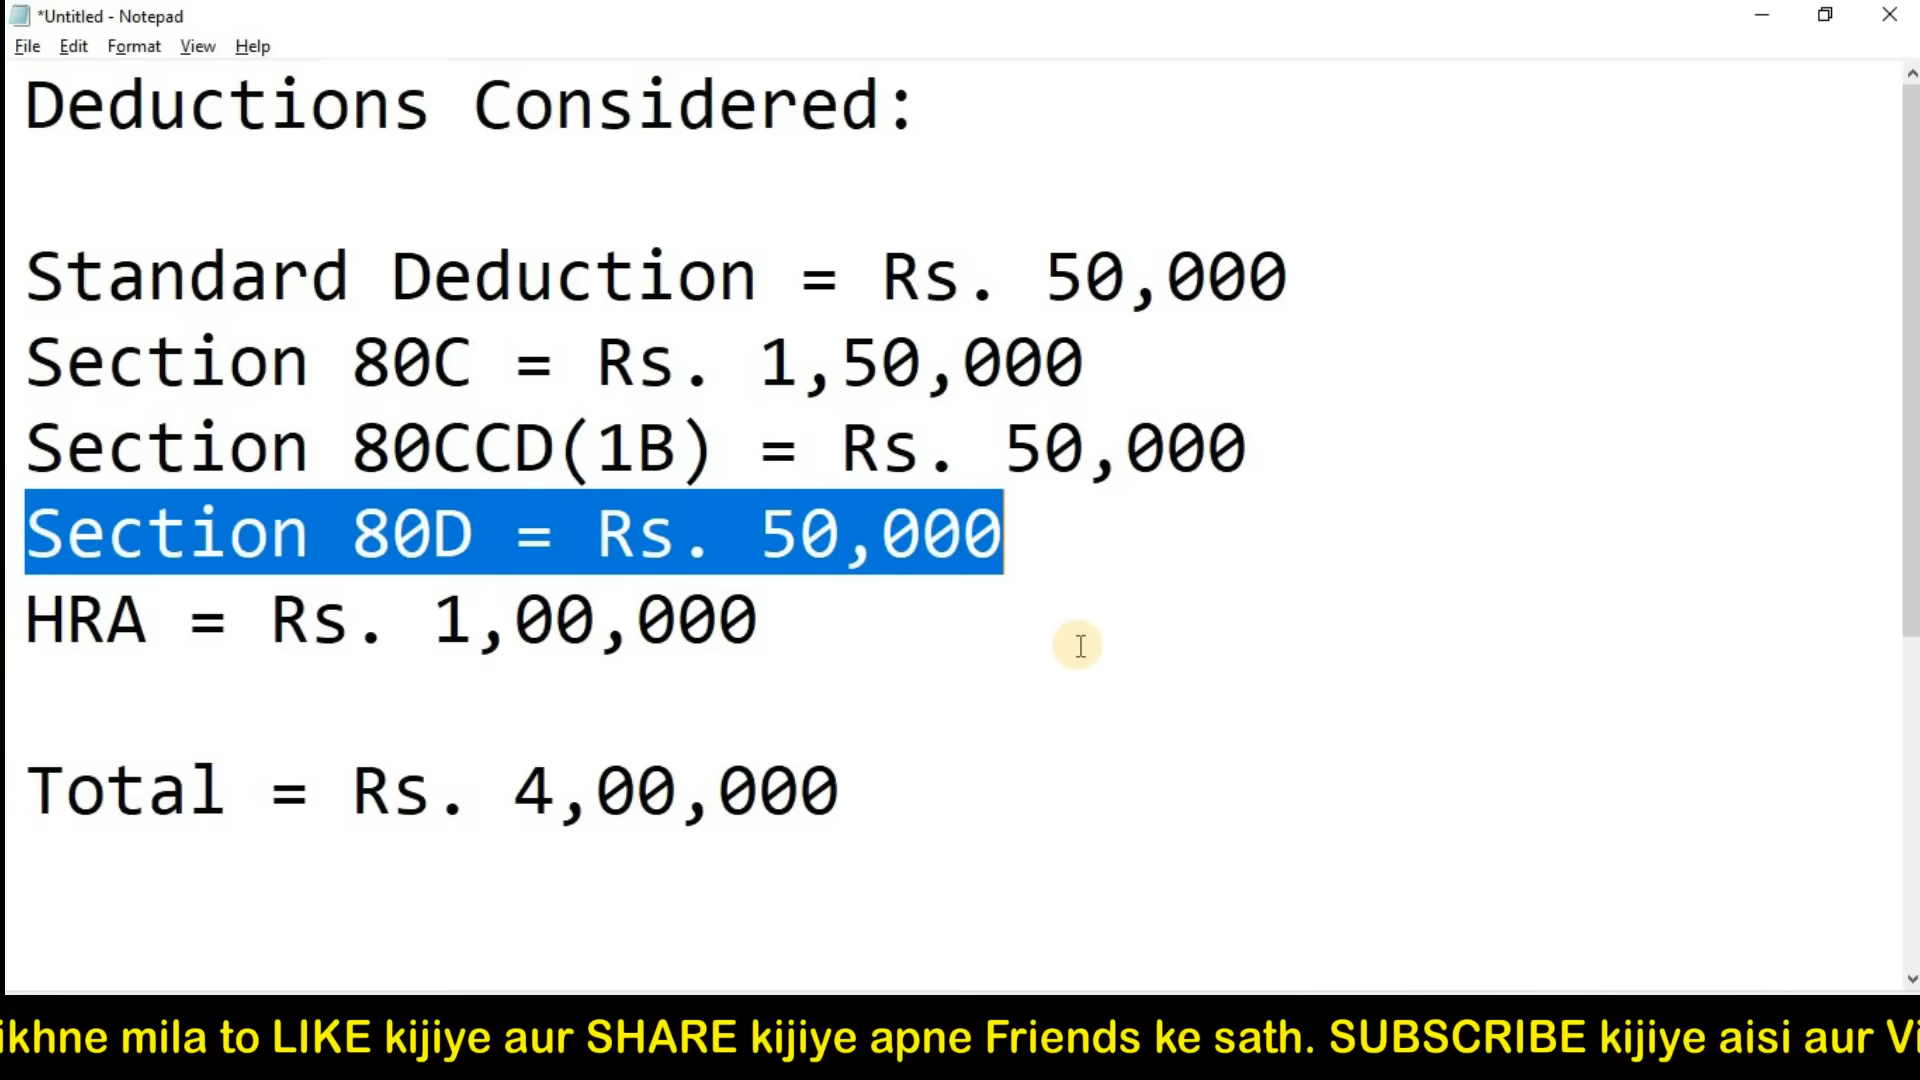 *Untitled - Notepad
File Edit Format View Help
Deductions Considered:
Standard Deduction = Rs. 50,000
Section 80C = Rs. 1,50,000
Section 80CCD(1B) = Rs. 50,000
Section 80D = Rs. 50,000
HRA = Rs. 1,00,000
Total = Rs. 4,00,000
ikhne mila to LIKE kijiye aur SHARE kijiye apne Friends ke sath. SUBSCRIBE kijiye aisi aur Vi